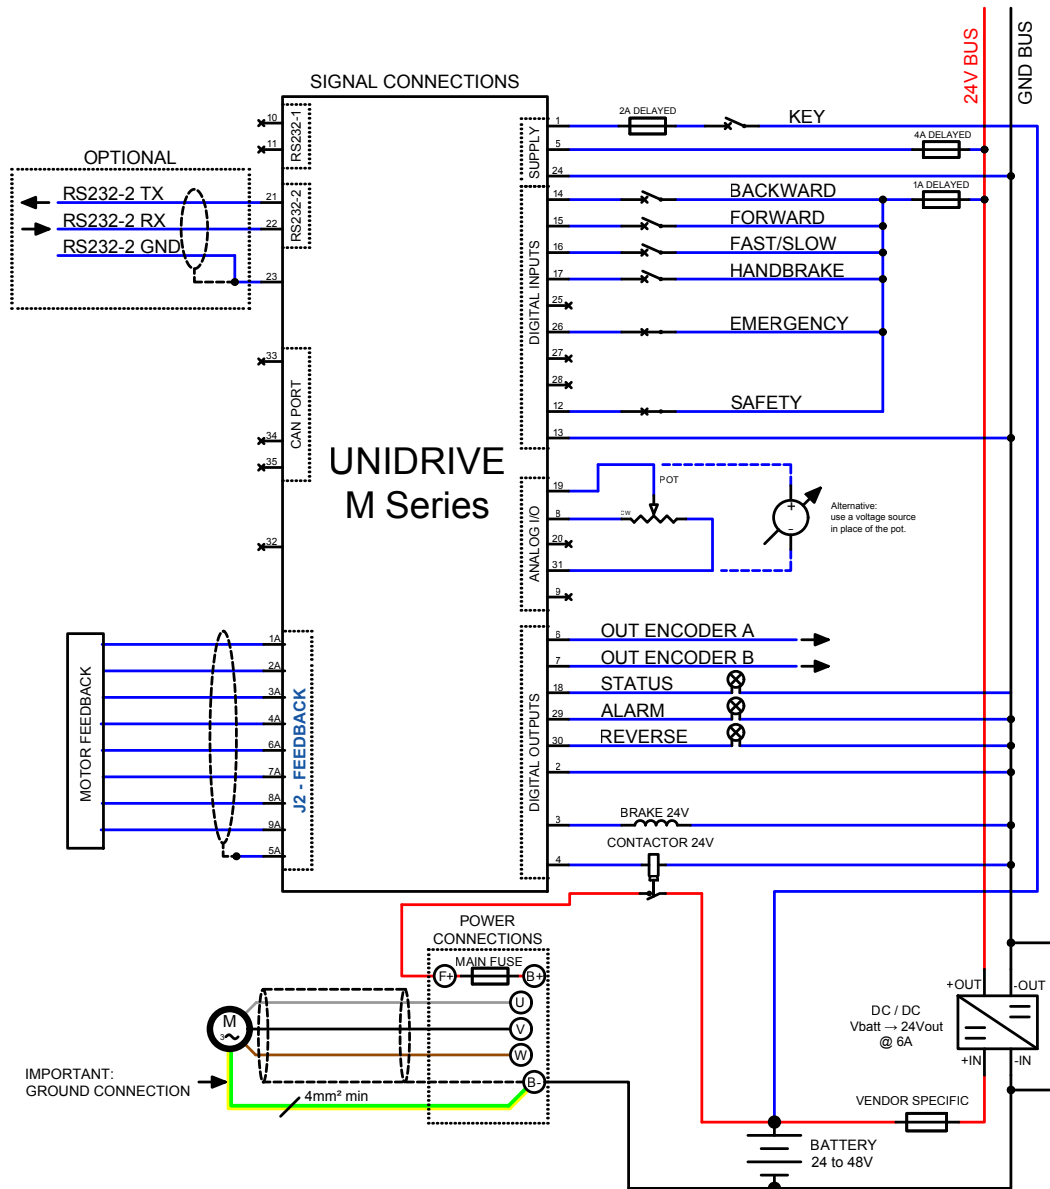 24V BUS
GND BUS
SIGNAL CONNECTIONS
10
11
RS232-1
OPTIONAL
RS232-2 TX
RS232-2 RX
RS232-2 GND
21
22
23
RS232-2
33
34
35
CAN PORT
32
UNIDRIVE
M Series
SUPPLY
1
5
24
2A DELAYED
KEY
4A DELAYED
1A DELAYED
DIGITAL INPUTS
14
BACKWARD
15
FORWARD
16
FAST/SLOW
17
HANDBRAKE
25
26
EMERGENCY
27
28
12
SAFETY
13
ANALOG I/O
19
8
20
31
9
POT
CW
+
-
Alternative:
use a voltage source
in place of the pot.
MOTOR FEEDBACK
1A
2A
3A
4A
6A
7A
8A
9A
5A
J2 - FEEDBACK
DIGITAL OUTPUTS
6
OUT ENCODER A
7
OUT ENCODER B
18
STATUS
29
ALARM
30
REVERSE
2
3
BRAKE 24V
4
CONTACTOR 24V
POWER
CONNECTIONS
MAIN FUSE
F+
B+
U
V
W
B-
M
3
IMPORTANT:
GROUND CONNECTION
4mm² min
+OUT
-OUT
DC / DC
Vbatt → 24Vout
@ 6A
+IN
-IN
VENDOR SPECIFIC
BATTERY
24 to 48V